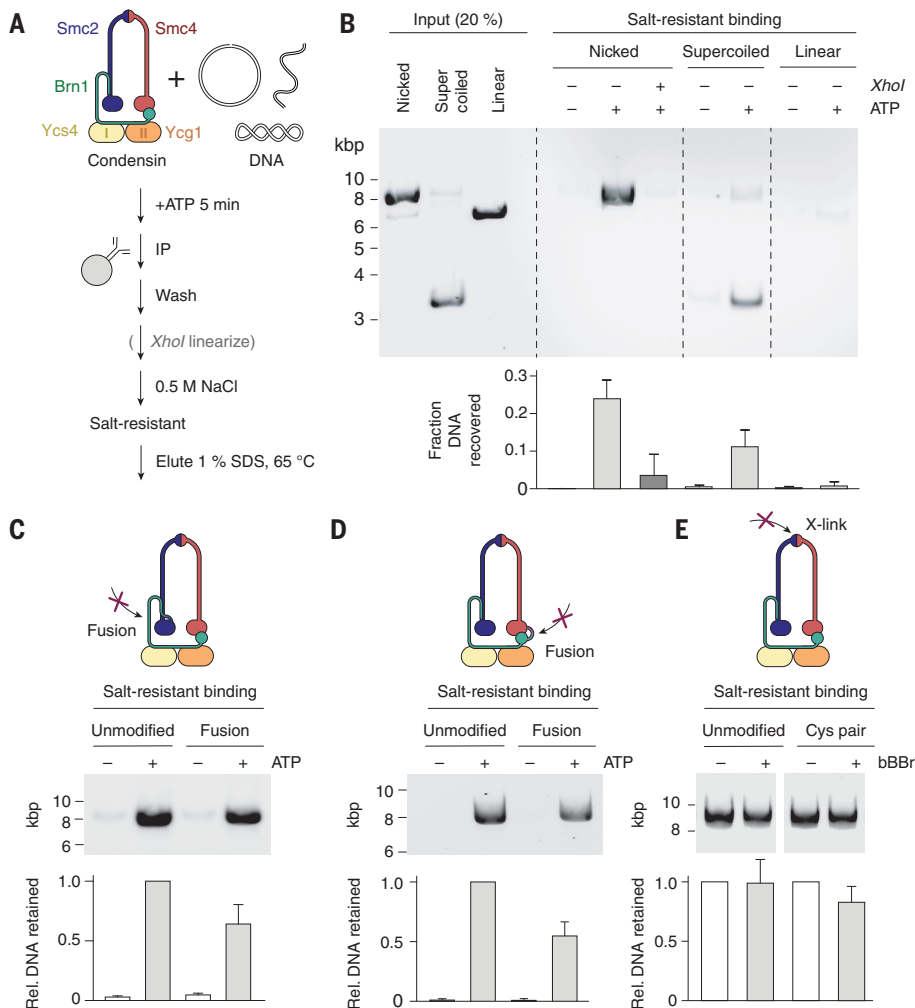 A
Smc2
Smc4
Brn1
Ycs4
I
II
Ycg1
+
Condensin
DNA
+ATP 5 min
IP
Wash
( XhoI linearize)
0.5 M NaCl
Salt-resistant
Elute 1 % SDS, 65 °C
B
Input (20 %)
Salt-resistant binding
Nicked
Super coiled
Linear
Nicked
Supercoiled
Linear
– – + XhoI
– + + – + – + ATP
kbp
10
8
6
5
4
3
Fraction DNA recovered
0.3
0.2
0.1
0
C
Fusion
Salt-resistant binding
Unmodified Fusion
– + – + ATP
kbp
10
8
6
Rel. DNA retained
1.0
0.5
0
D
Fusion
Salt-resistant binding
Unmodified Fusion
– + – + ATP
kbp
10
8
6
Rel. DNA retained
1.0
0.5
0
E
X-link
Salt-resistant binding
Unmodified Cys pair
– + – + bBBr
kbp
10
8
Rel. DNA retained
1.0
0.5
0